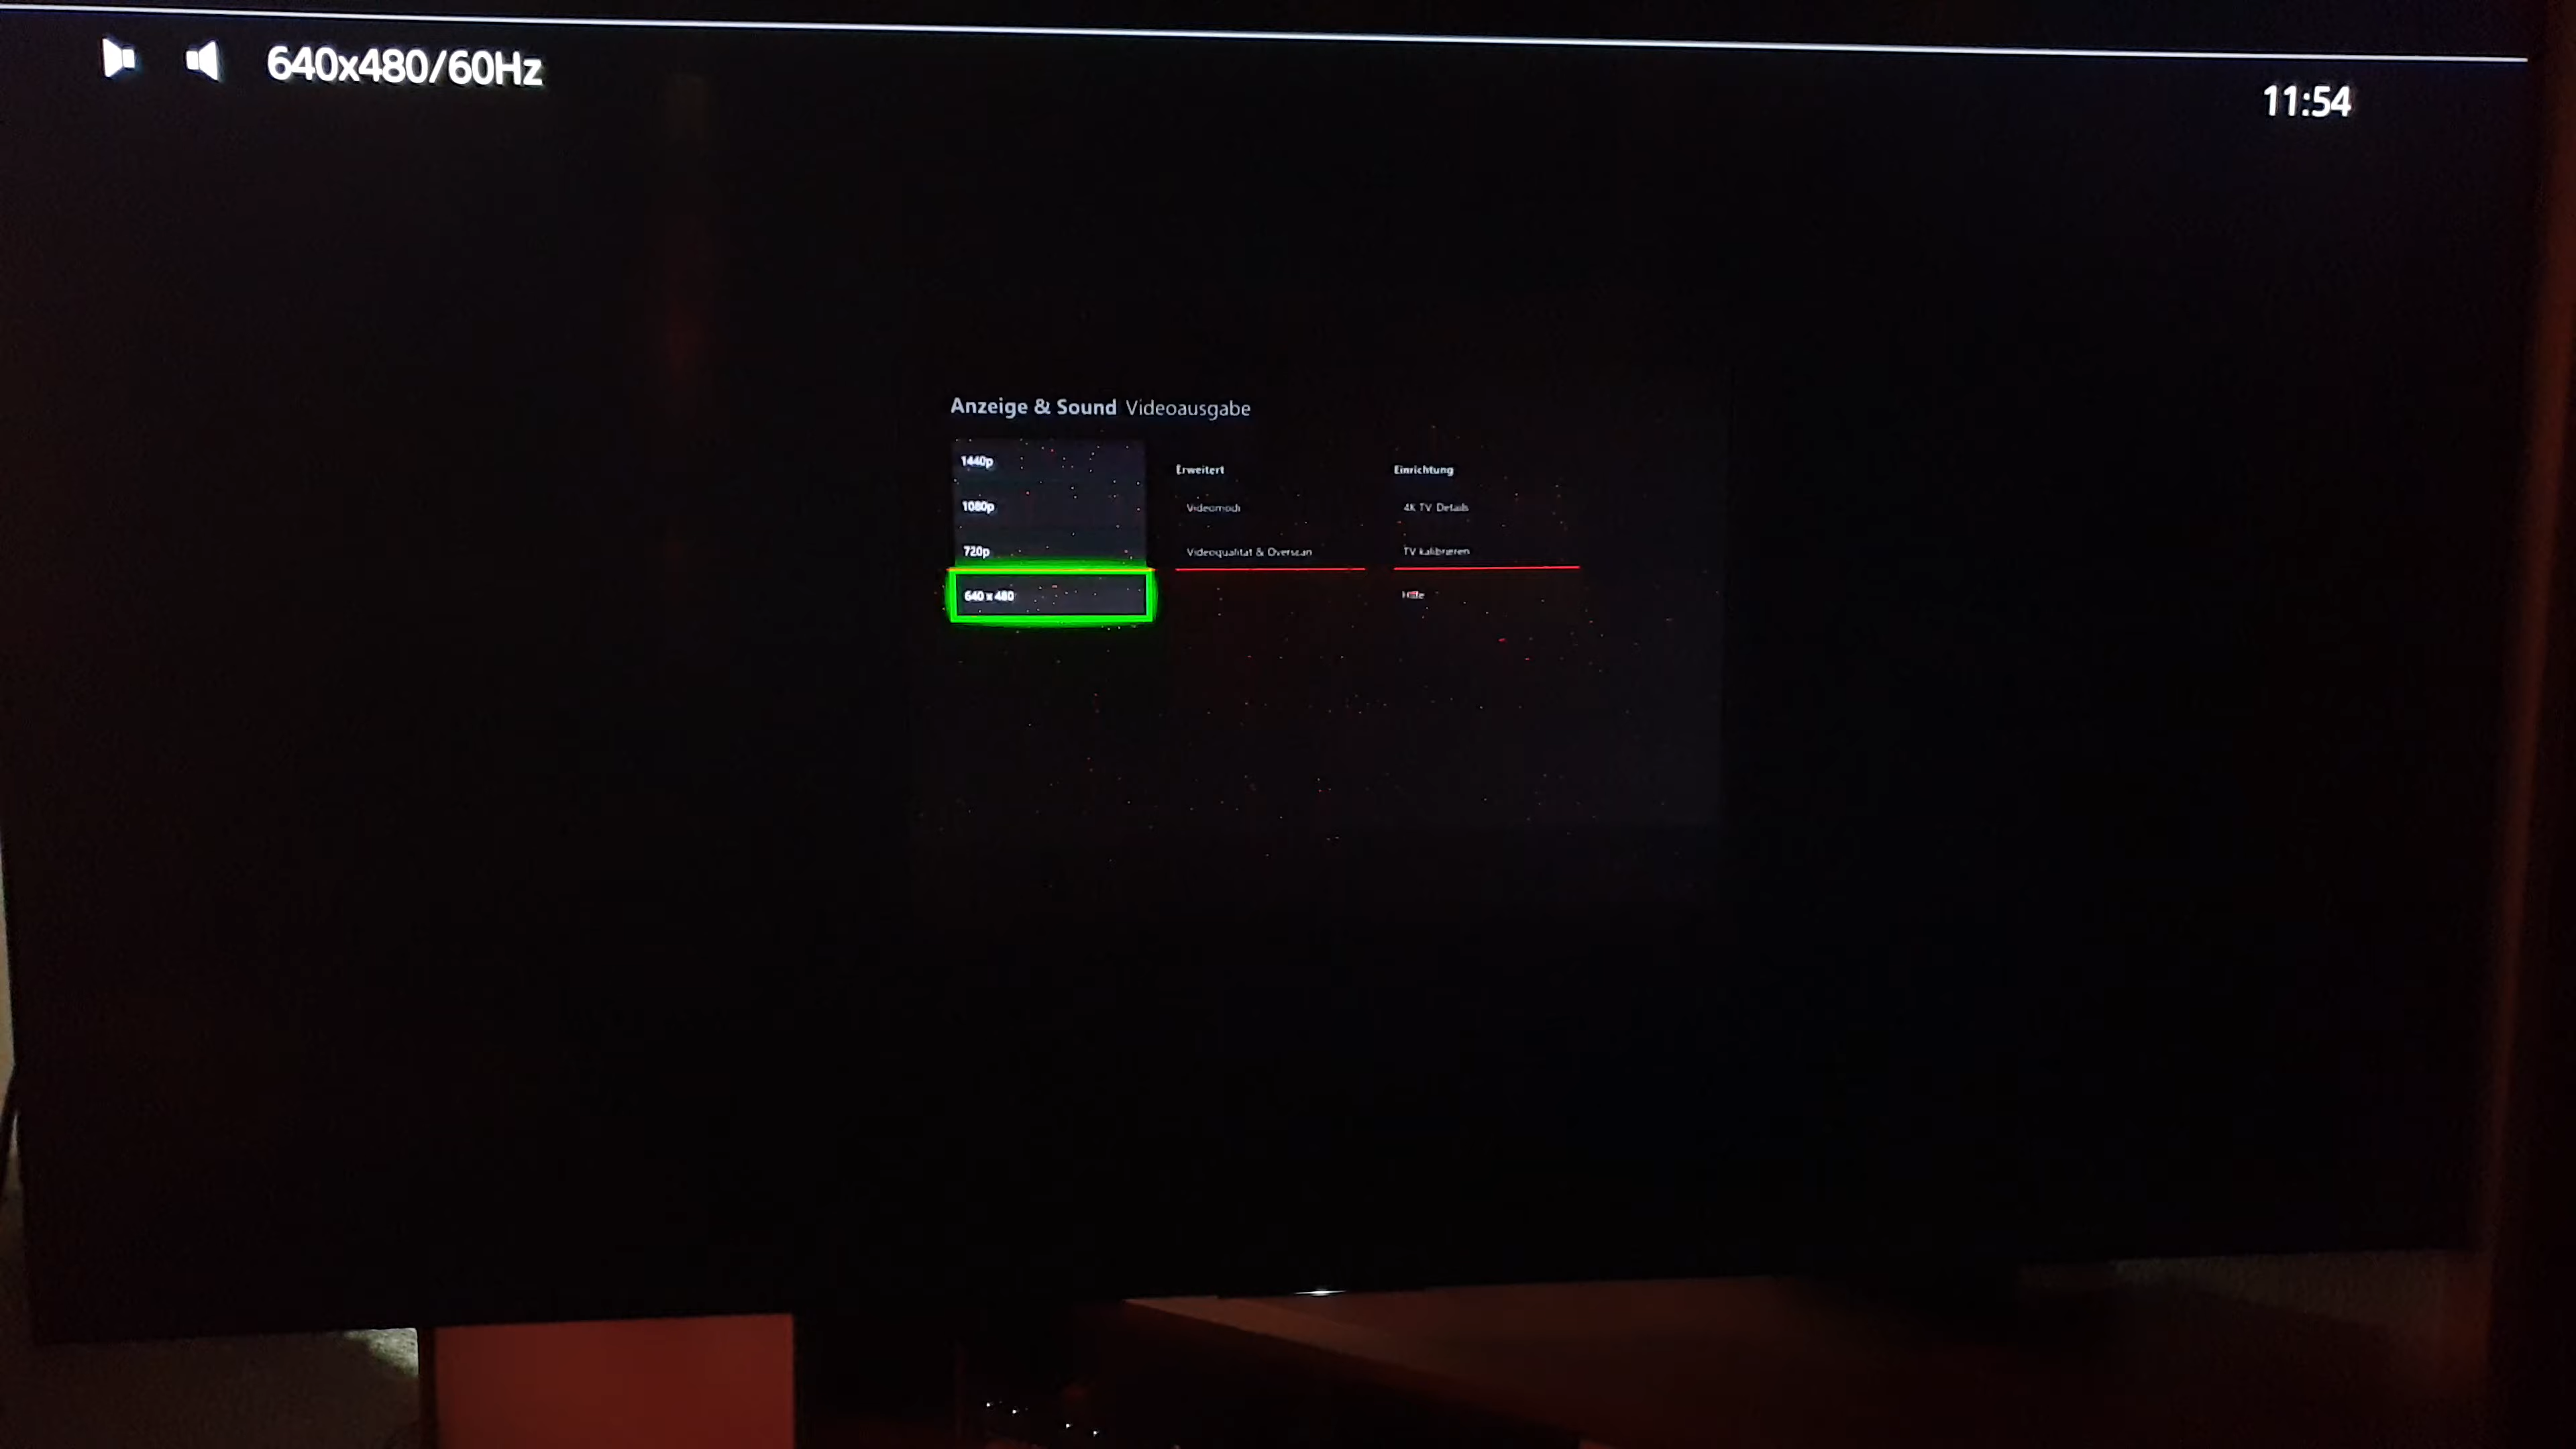 640x480/60Hz
11:54
Anzeige & Sound Videoausgabe
1440p
1080p
720p
640 x 480
Erweitert
Videomodi
Videoqualität & Overscan
Einrichtung
4K TV Details
TV kalibrieren
Hilfe